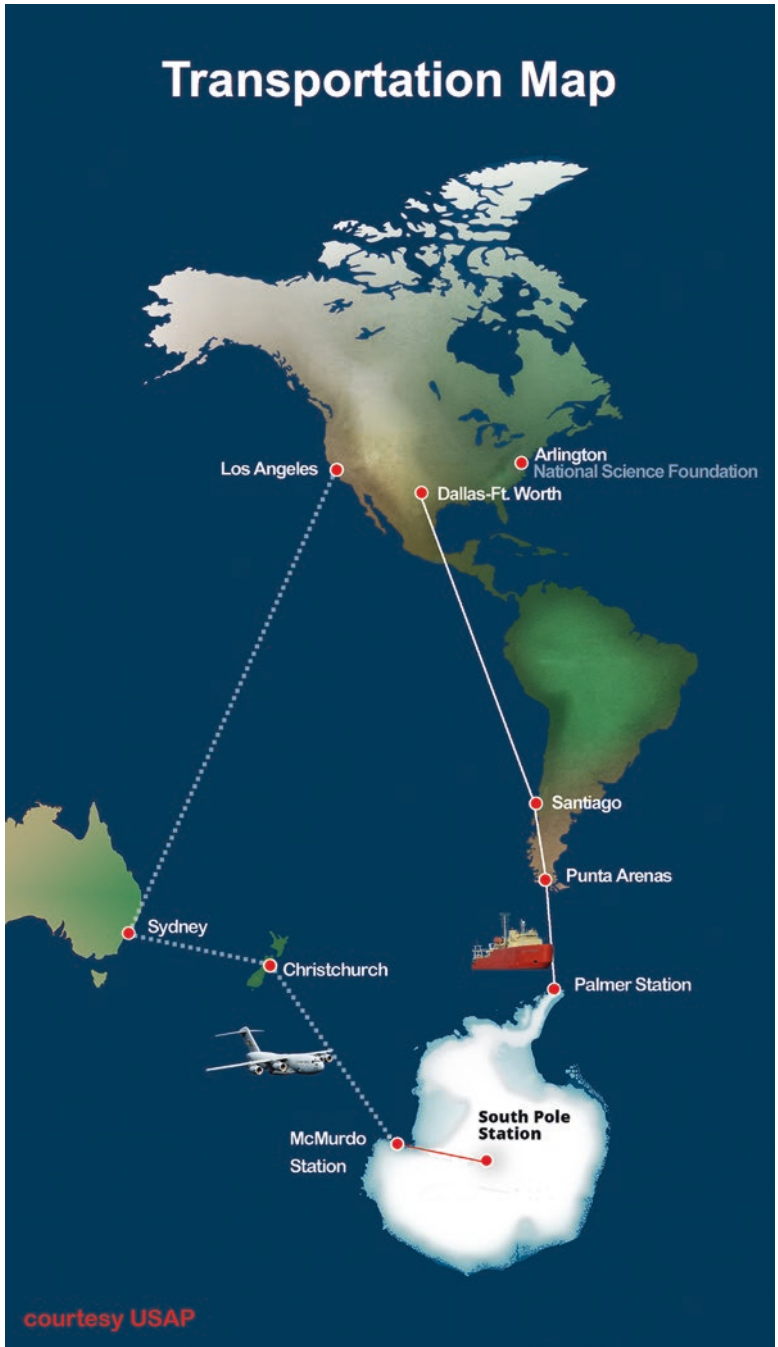 Transportation Map
Arlington
National Science Foundation
Los Angeles
Dallas-Ft. Worth
Santiago
Punta Arenas
Sydney
Christchurch
Palmer Station
South Pole
Station
McMurdo
Station
courtesy USAP